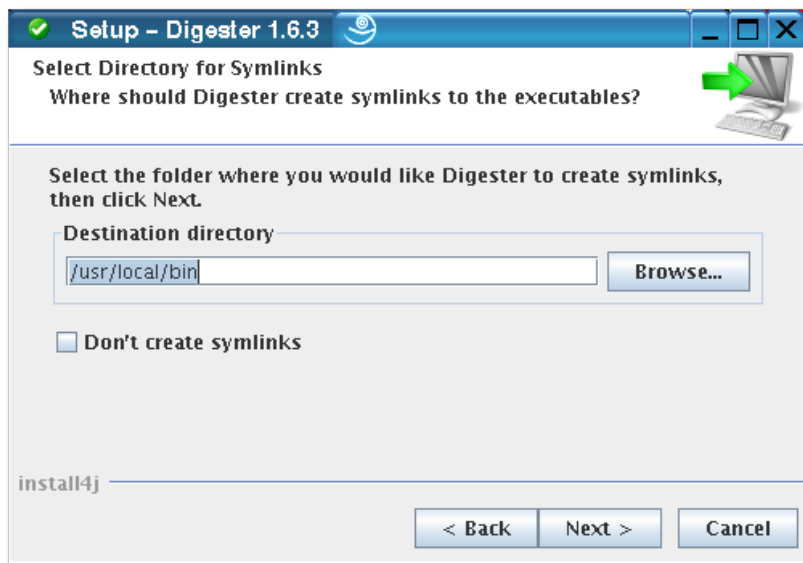 Setup – Digester 1.6.3
Select Directory for Symlinks
Where should Digester create symlinks to the executables?
Select the folder where you would like Digester to create symlinks,
then click Next.
Destination directory
/usr/local/bin
Browse...
Don't create symlinks
install4j
< Back
Next >
Cancel